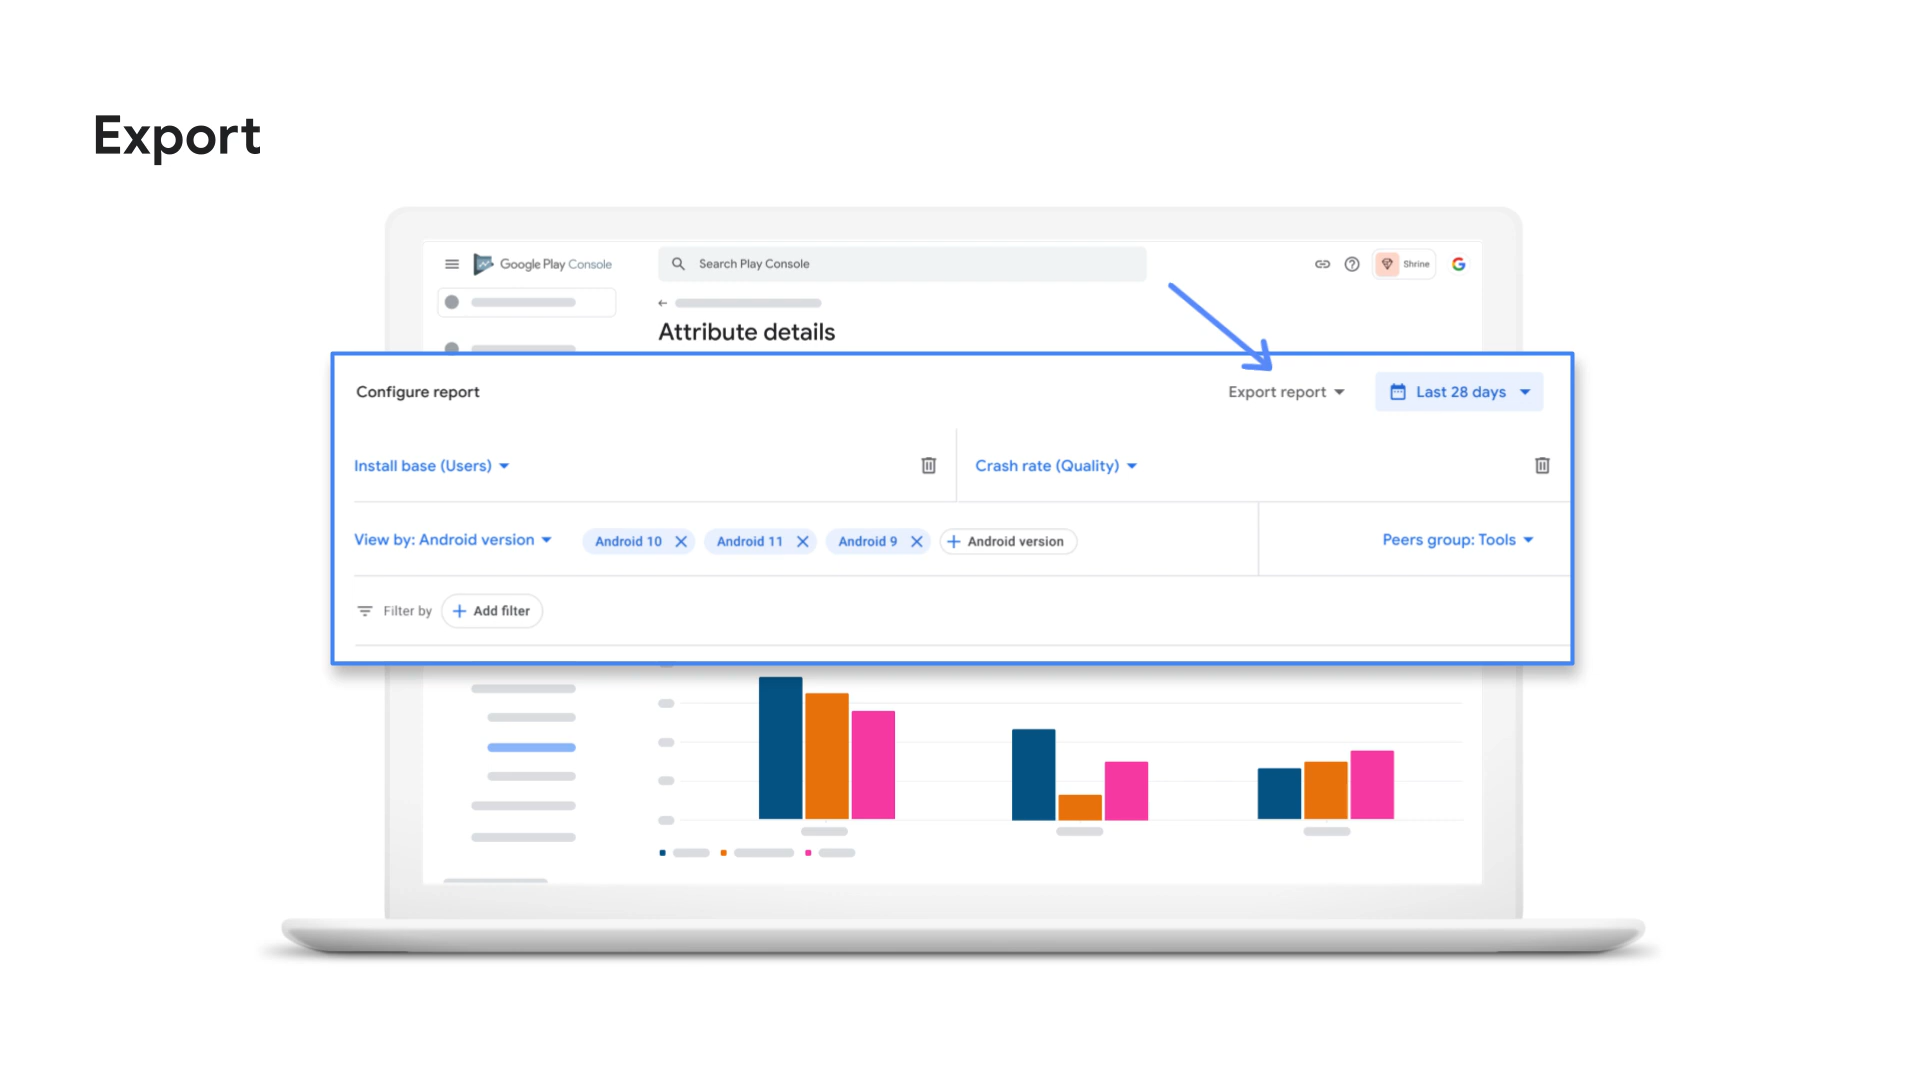 Export
Google Play Console
Search Play Console
Shrine
Attribute details
Configure report
Export report
Last 28 days
Install base (Users)
Crash rate (Quality)
View by: Android version
Android 10
Android 11
Android 9
Android version
Peers group: Tools
Filter by
Add filter